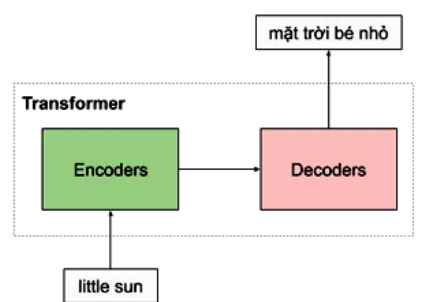 mặt trời bé nhỏ
Transformer
Encoders
Decoders
little sun